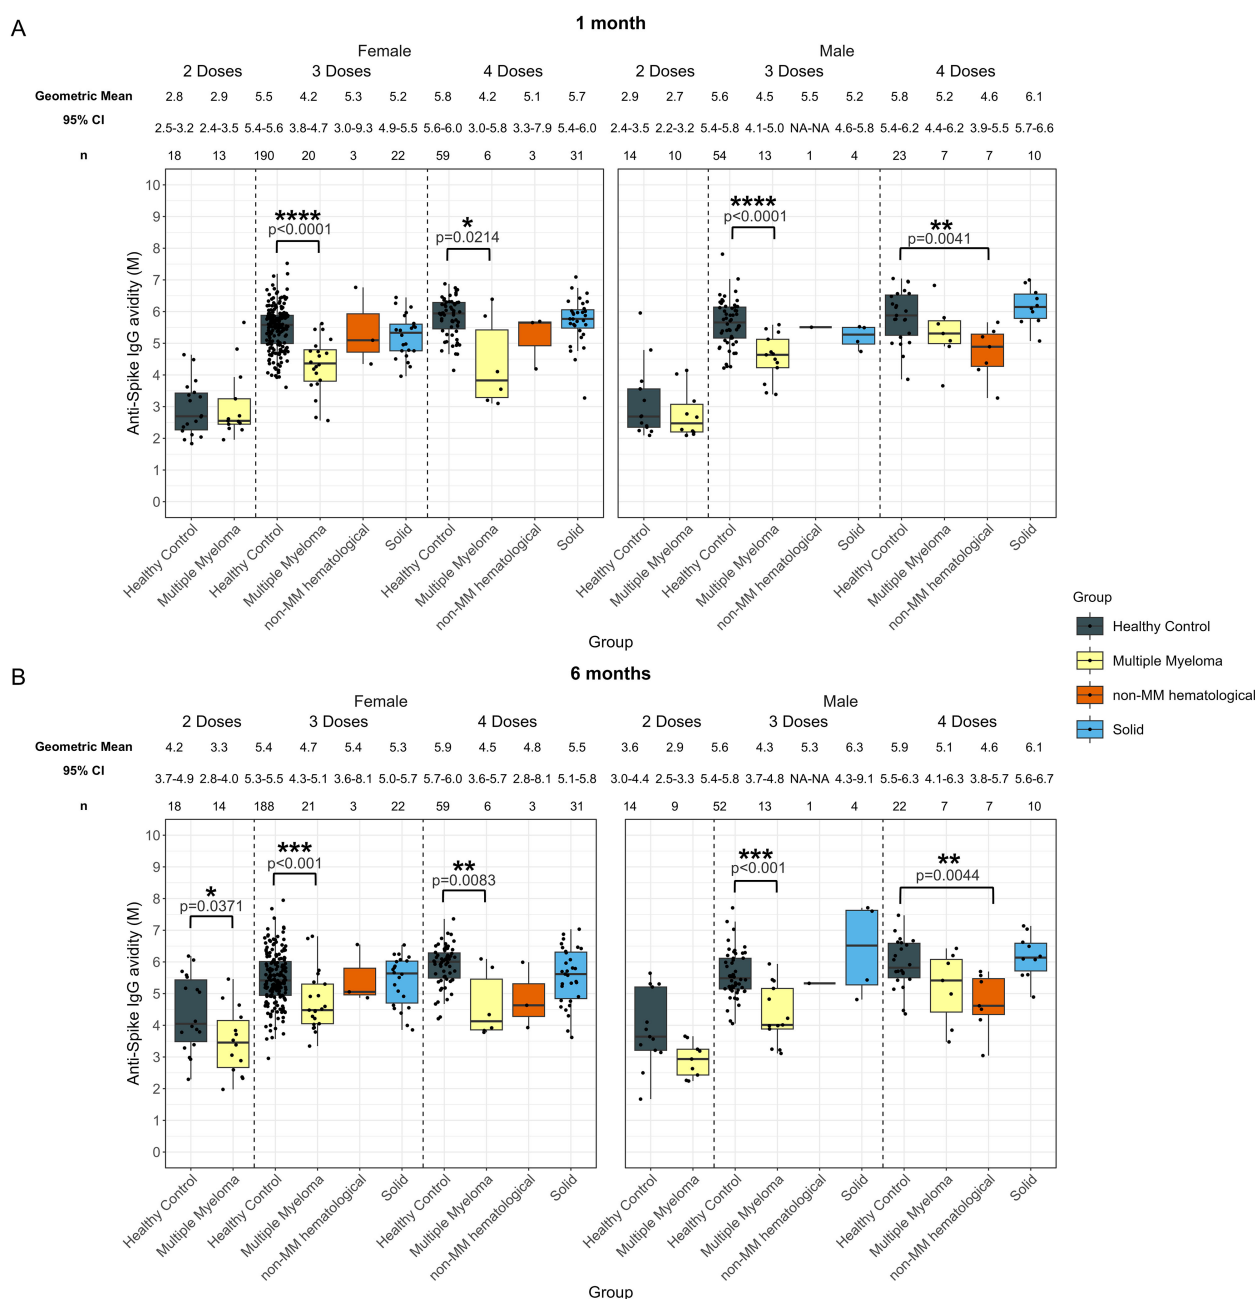 A
1 month
Female Male
2 Doses 3 Doses 4 Doses 2 Doses 3 Doses 4 Doses
Geometric Mean 2.8 2.9 5.5 4.2 5.3 5.2 5.8 4.2 5.1 5.7 2.9 2.7 5.6 4.5 5.5 5.2 5.8 5.2 4.6 6.1
95% CI 2.5-3.2 2.4-3.5 5.4-5.6 3.8-4.7 3.0-9.3 4.9-5.5 5.6-6.0 3.0-5.8 3.3-7.9 5.4-6.0 2.4-3.5 2.2-3.2 5.4-5.8 4.1-5.0 NA-NA 4.6-5.8 5.4-6.2 4.4-6.2 3.9-5.5 5.7-6.6
n 18 13 190 20 3 22 59 6 3 31 14 10 54 13 1 4 23 7 7 10
Anti-Spike IgG avidity (M)
10
9
8
7
6
5
4
3
2
1
0
****
p<0.0001
*
p=0.0214
****
p<0.0001
**
p=0.0041
Healthy Control Multiple Myeloma Healthy Control Multiple Myeloma non-MM hematological Solid Healthy Control Multiple Myeloma non-MM hematological Solid Healthy Control Multiple Myeloma Healthy Control Multiple Myeloma non-MM hematological Solid Healthy Control Multiple Myeloma non-MM hematological Solid
Group
Group
Healthy Control
Multiple Myeloma
non-MM hematological
Solid
B
6 months
Female Male
2 Doses 3 Doses 4 Doses 2 Doses 3 Doses 4 Doses
Geometric Mean 4.2 3.3 5.4 4.7 5.4 5.3 5.9 4.5 4.8 5.5 3.6 2.9 5.6 4.3 5.3 6.3 5.9 5.1 4.6 6.1
95% CI 3.7-4.9 2.8-4.0 5.3-5.5 4.3-5.1 3.6-8.1 5.0-5.7 5.7-6.0 3.6-5.7 2.8-8.1 5.1-5.8 3.0-4.4 2.5-3.3 5.4-5.8 3.7-4.8 NA-NA 4.3-9.1 5.5-6.3 4.1-6.3 3.8-5.7 5.6-6.7
n 18 14 188 21 3 22 59 6 3 31 14 9 52 13 1 4 22 7 7 10
Anti-Spike IgG avidity (M)
10
9
8
7
6
5
4
3
2
1
0
*
p=0.0371
***
p<0.001
**
p=0.0083
***
p<0.001
**
p=0.0044
Healthy Control Multiple Myeloma Healthy Control Multiple Myeloma non-MM hematological Solid Healthy Control Multiple Myeloma non-MM hematological Solid Healthy Control Multiple Myeloma Healthy Control Multiple Myeloma non-MM hematological Solid Healthy Control Multiple Myeloma non-MM hematological Solid
Group